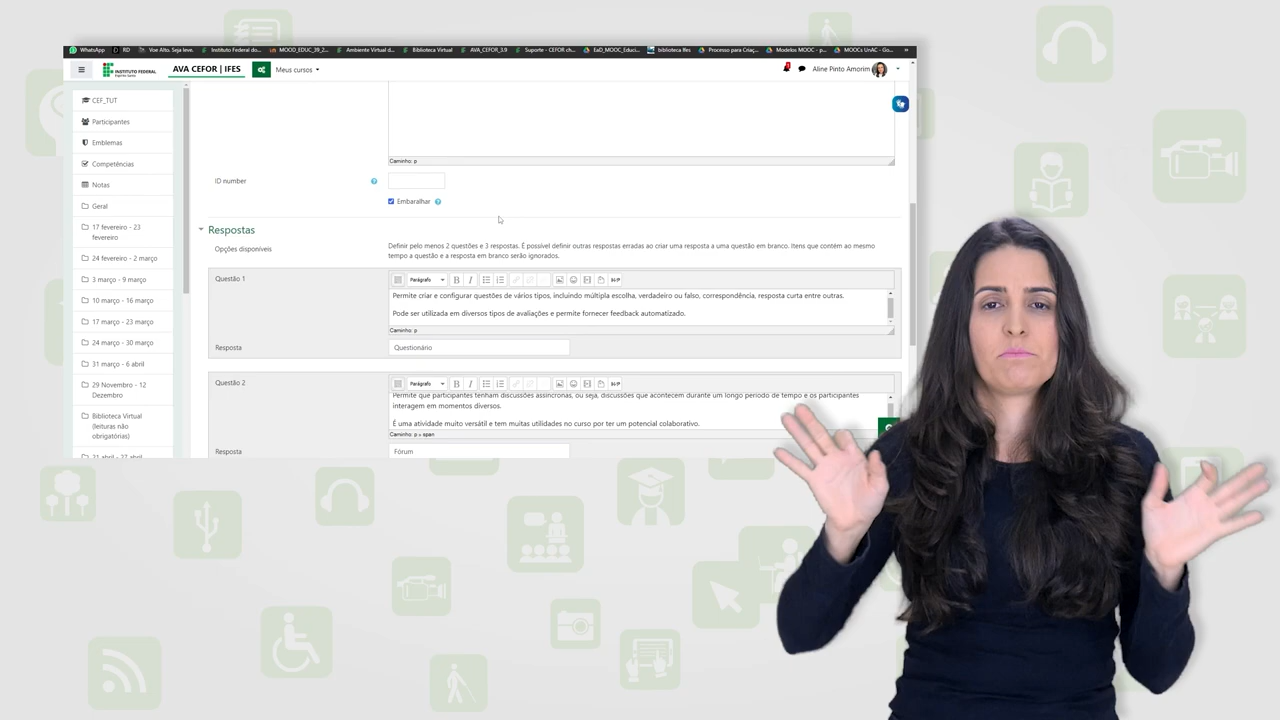 WhatsApp RD Voe Alto. Seja leve. Instituto Federal do... MOOD_EDUC_39_2... Ambiente Virtual d... Biblioteca Virtual AVA_CEFOR_3.9 Suporte - CEFOR ch... EaD_MOOC_Educi... biblioteca Ifes Processo para Criaç... Modelos MOOC - p... MOOCs UnAC - Go... »
INSTITUTO FEDERAL
Espírito Santo
AVA CEFOR | IFES Meus cursos Aline Pinto Amorim
CEF_TUT
Participantes
Emblemas
Competências
Notas
Geral
17 fevereiro - 23
fevereiro
24 fevereiro - 2 março
3 março - 9 março
10 março - 16 março
17 março - 23 março
24 março - 30 março
31 março - 6 abril
29 Novembro - 12
Dezembro
Biblioteca Virtual
(leituras não
obrigatórias)
21 abril - 27 abril
Caminho: p
ID number
Embaralhar
Respostas
Opções disponíveis
Definir pelo menos 2 questões e 3 respostas. É possível definir outras respostas erradas ao criar uma resposta a uma questão em branco. Itens que contém ao mesmo
tempo a questão e a resposta em branco serão ignorados.
Questão 1
Parágrafo B I
Permite criar e configurar questões de vários tipos, incluindo múltipla escolha, verdadeiro ou falso, correspondência, resposta curta entre outras.
Pode ser utilizada em diversos tipos de avaliações e permite fornecer feedback automatizado.
Caminho: p
Resposta
Questionário
Questão 2
Parágrafo B I
Permite que participantes tenham discussões assíncronas, ou seja, discussões que acontecem durante um longo período de tempo e os participantes
interagem em momentos diversos.
É uma atividade muito versátil e tem muitas utilidades no curso por ter um potencial colaborativo.
Caminho: p » span
Resposta
Fórum